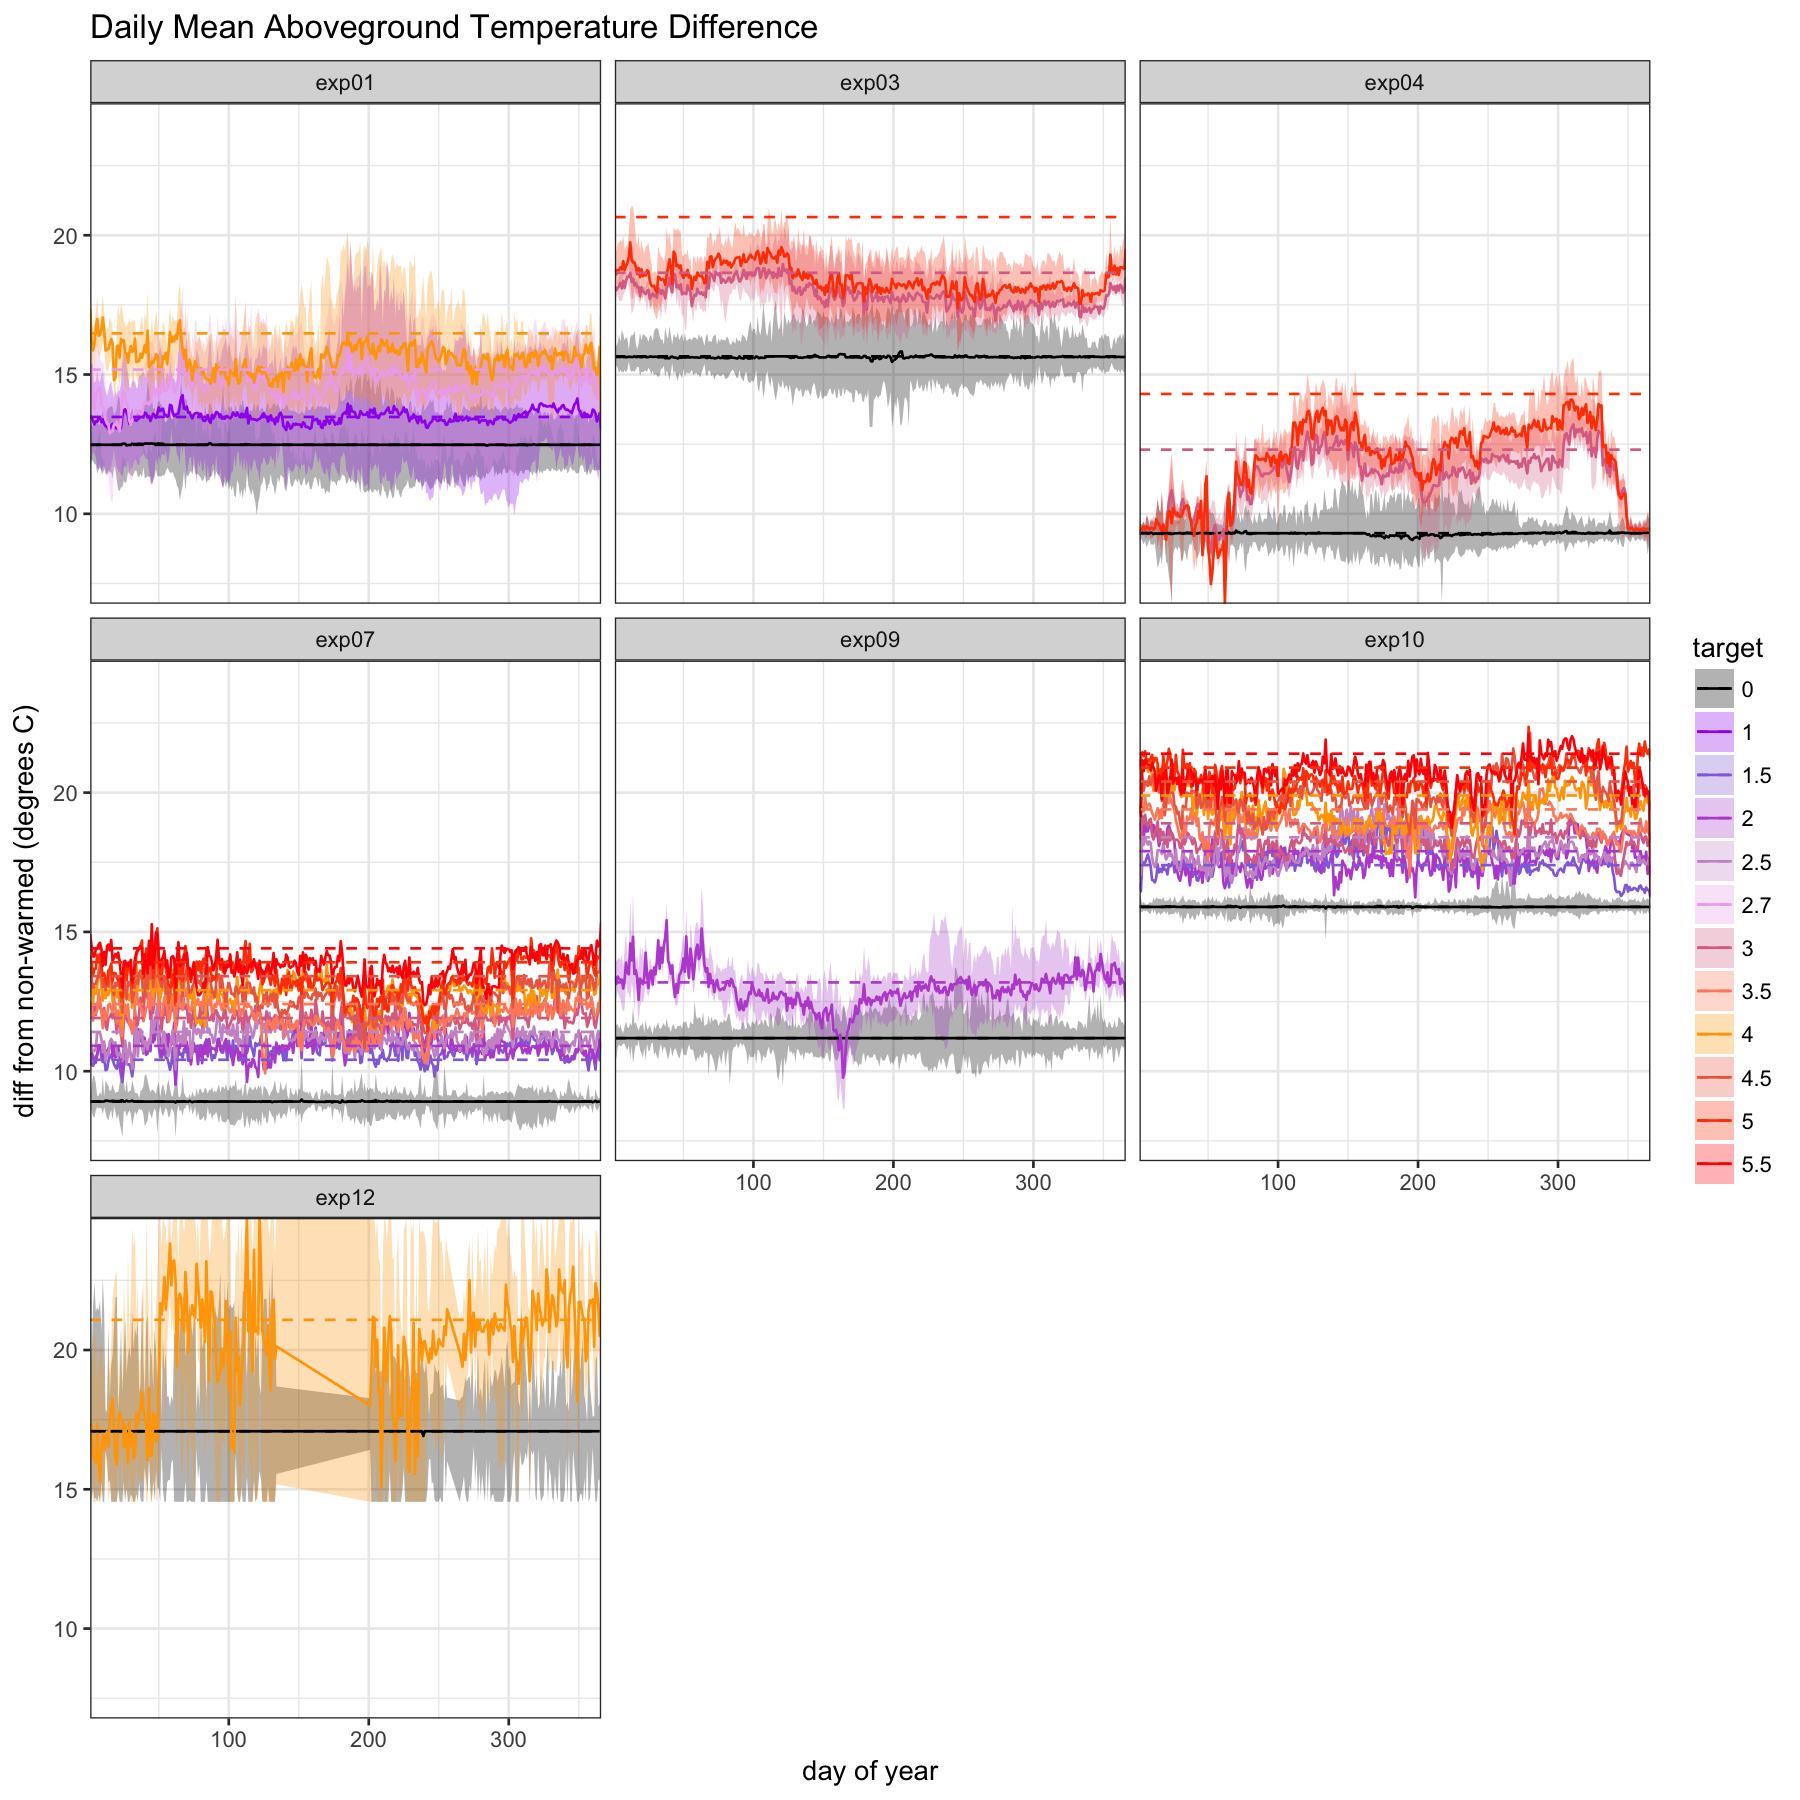 Daily Mean Aboveground Temperature Difference
exp01
exp03
exp04
20
15
10
exp07
exp09
exp10
20
15
10
100
200
300
100
200
300
exp12
20
15
10
100
200
300
day of year
diff from non-warmed (degrees C)
target
0
1
1.5
2
2.5
2.7
3
3.5
4
4.5
5
5.5